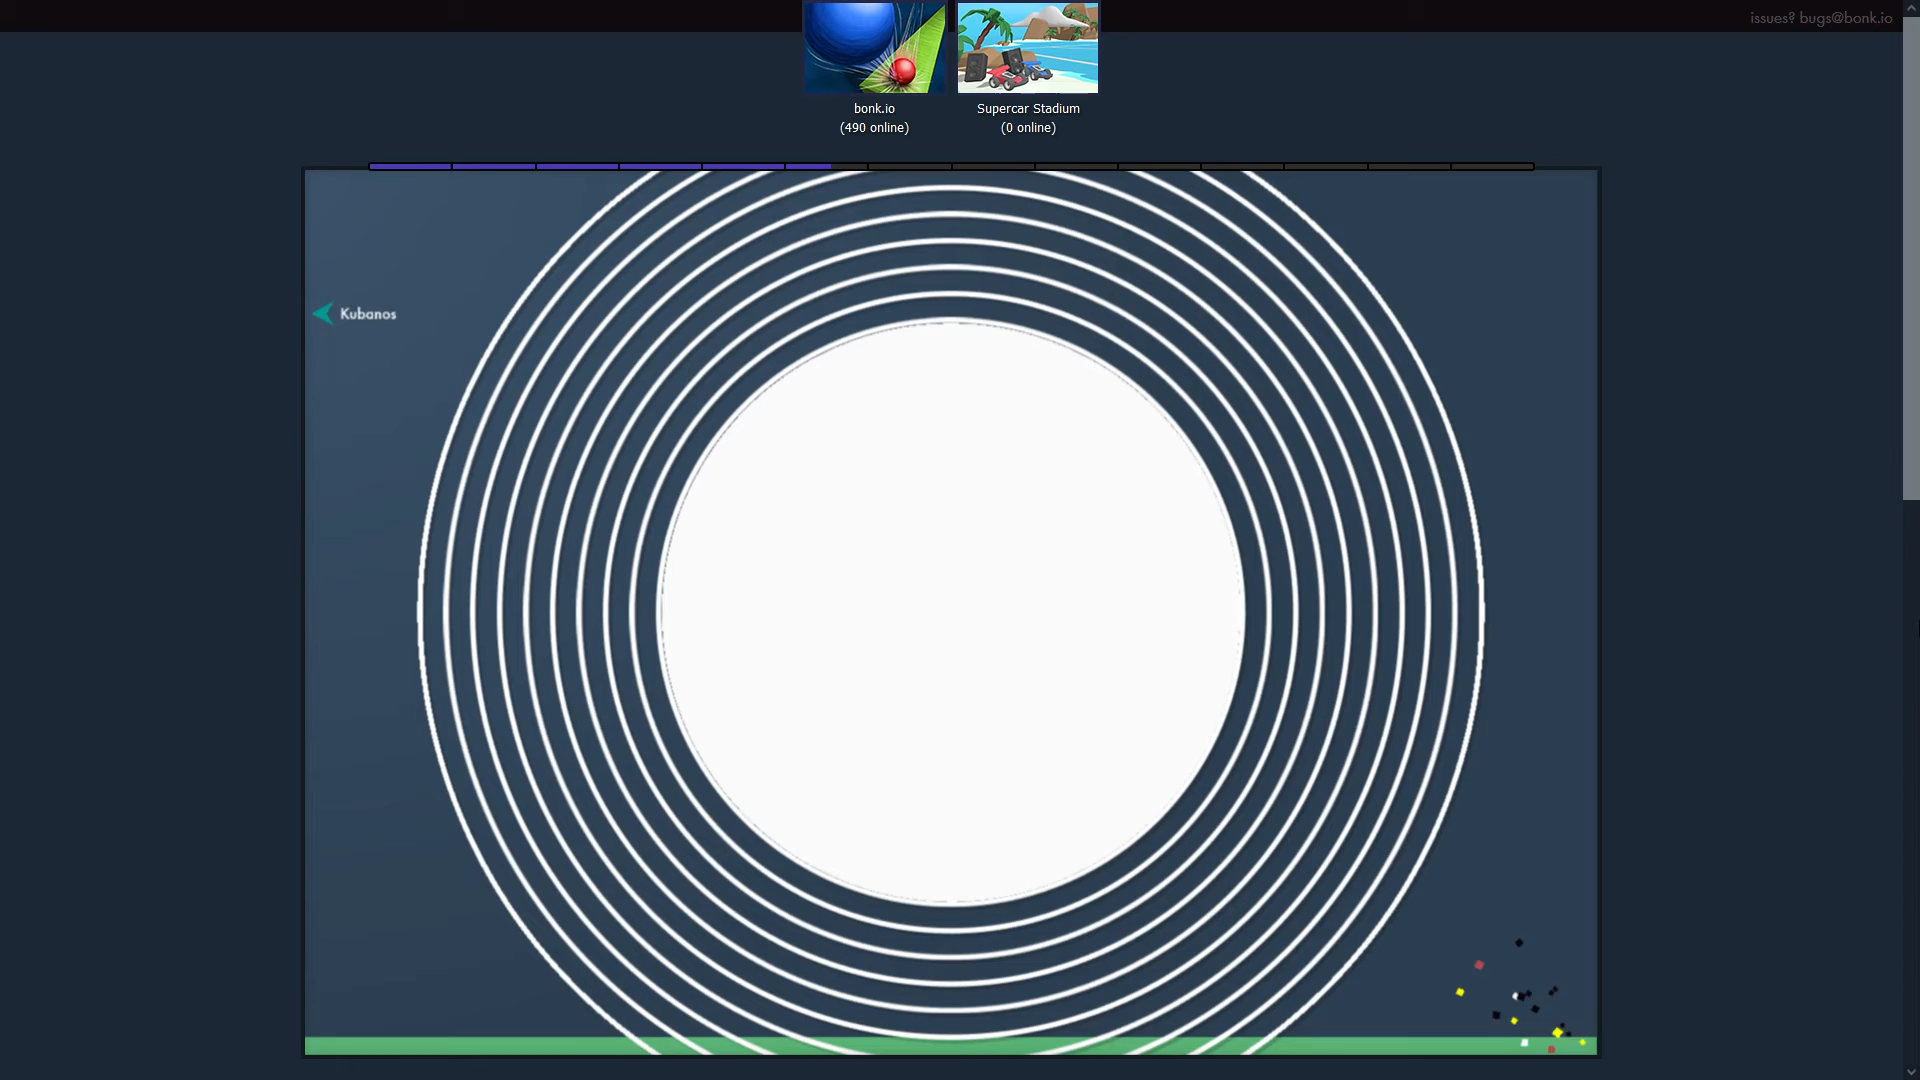 issues? bugs@bonk.io
bonk.io
(490 online)
Supercar Stadium
(0 online)
Kubanos